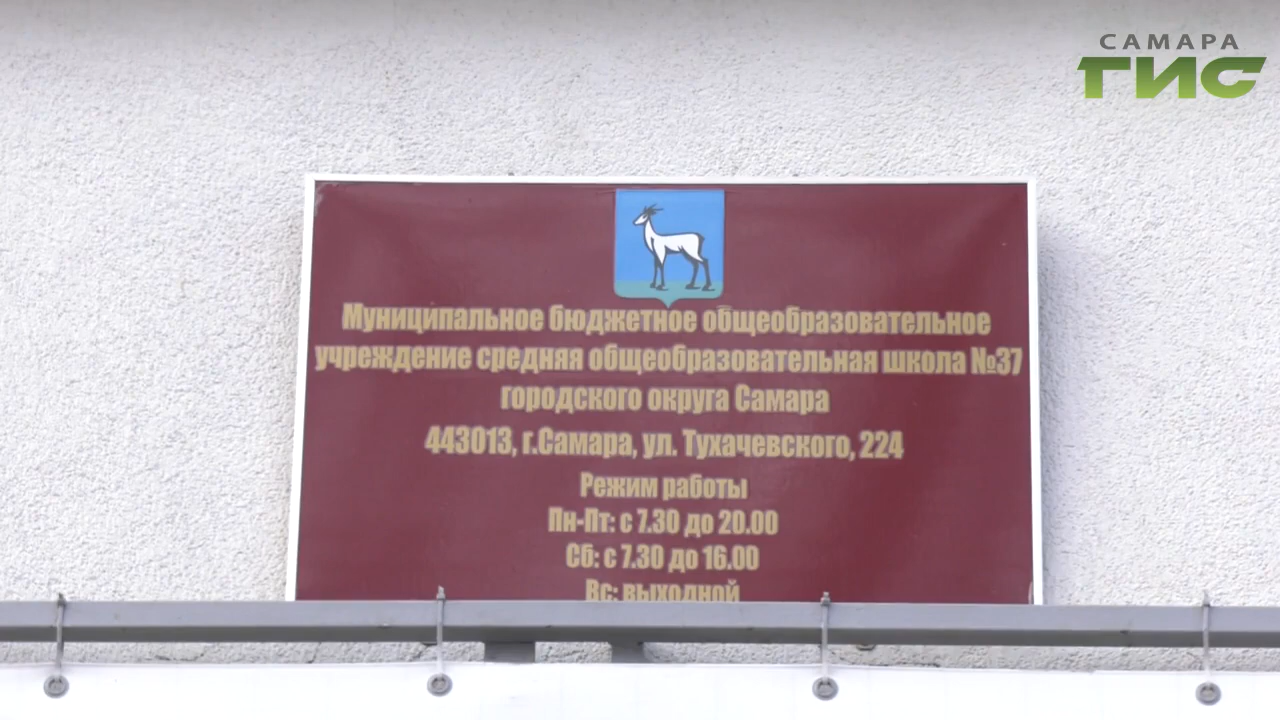 САМАРА
ГИС
Муниципальное бюджетное общеобразовательное
учреждение средняя общеобразовательная школа №37
городского округа Самара
443013, г.Самара, ул. Тухачевского, 224
Режим работы
Пн-Пт: с 7.30 до 20.00
Сб: с 7.30 до 16.00
Вс: выходной